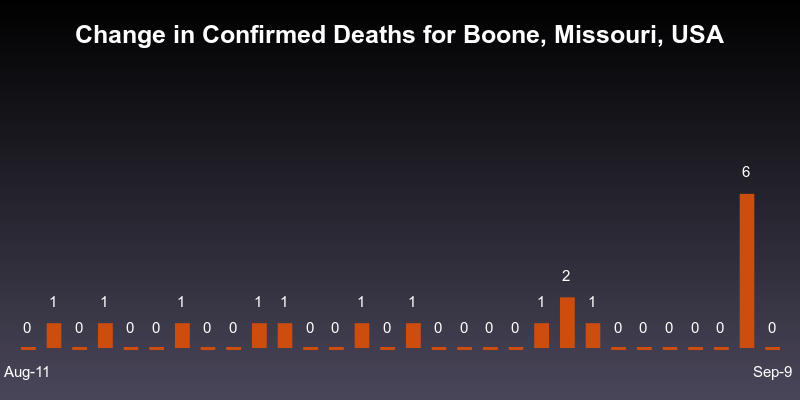 Change in Confirmed Deaths for Boone, Missouri, USA
6
2
1 1 1 1 1 1 1 1 1
0 0 0 0 0 0 0 0 0 0 0 0 0 0 0 0 0 0 0
Aug-11 Sep-9